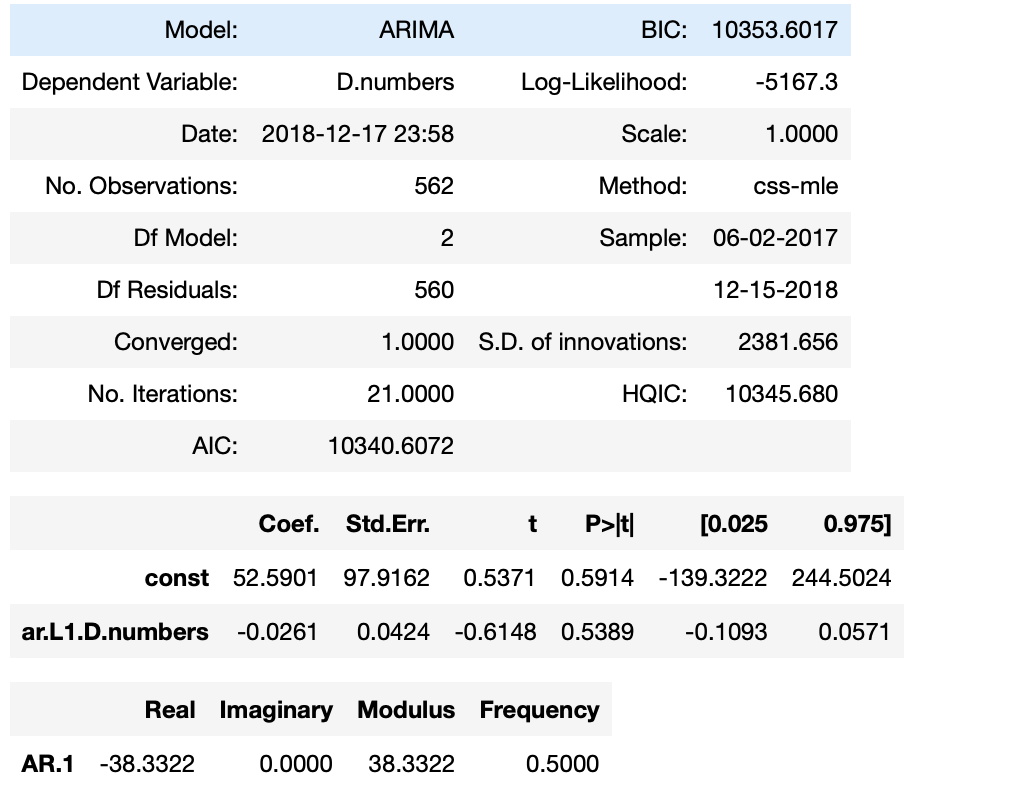 Model: ARIMA BIC: 10353.6017
Dependent Variable: D.numbers Log-Likelihood: -5167.3
Date: 2018-12-17 23:58 Scale: 1.0000
No. Observations: 562 Method: css-mle
Df Model: 2 Sample: 06-02-2017
Df Residuals: 560 12-15-2018
Converged: 1.0000 S.D. of innovations: 2381.656
No. Iterations: 21.0000 HQIC: 10345.680
AIC: 10340.6072
Coef. Std.Err. t P>|t| [0.025 0.975]
const 52.5901 97.9162 0.5371 0.5914 -139.3222 244.5024
ar.L1.D.numbers -0.0261 0.0424 -0.6148 0.5389 -0.1093 0.0571
Real Imaginary Modulus Frequency
AR.1 -38.3322 0.0000 38.3322 0.5000